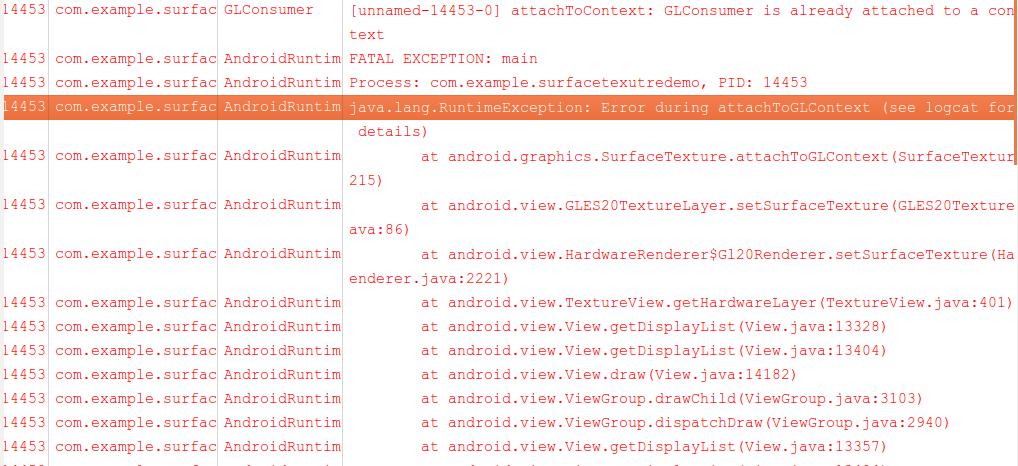 14453 com.example.surfac GLConsumer [unnamed-14453-0] attachToContext: GLConsumer is already attached to a con
text
14453 com.example.surfac AndroidRuntim FATAL EXCEPTION: main
14453 com.example.surfac AndroidRuntim Process: com.example.surfacetexutredemo, PID: 14453
14453 com.example.surfac AndroidRuntim java.lang.RuntimeException: Error during attachToGLContext (see logcat for
details)
14453 com.example.surfac AndroidRuntim at android.graphics.SurfaceTexture.attachToGLContext(SurfaceTextur
215)
14453 com.example.surfac AndroidRuntim at android.view.GLES20TextureLayer.setSurfaceTexture(GLES20Texture
ava:86)
14453 com.example.surfac AndroidRuntim at android.view.HardwareRenderer$Gl20Renderer.setSurfaceTexture(Ha
enderer.java:2221)
14453 com.example.surfac AndroidRuntim at android.view.TextureView.getHardwareLayer(TextureView.java:401)
14453 com.example.surfac AndroidRuntim at android.view.View.getDisplayList(View.java:13328)
14453 com.example.surfac AndroidRuntim at android.view.View.getDisplayList(View.java:13404)
14453 com.example.surfac AndroidRuntim at android.view.View.draw(View.java:14182)
14453 com.example.surfac AndroidRuntim at android.view.ViewGroup.drawChild(ViewGroup.java:3103)
14453 com.example.surfac AndroidRuntim at android.view.ViewGroup.dispatchDraw(ViewGroup.java:2940)
14453 com.example.surfac AndroidRuntim at android.view.View.getDisplayList(View.java:13357)